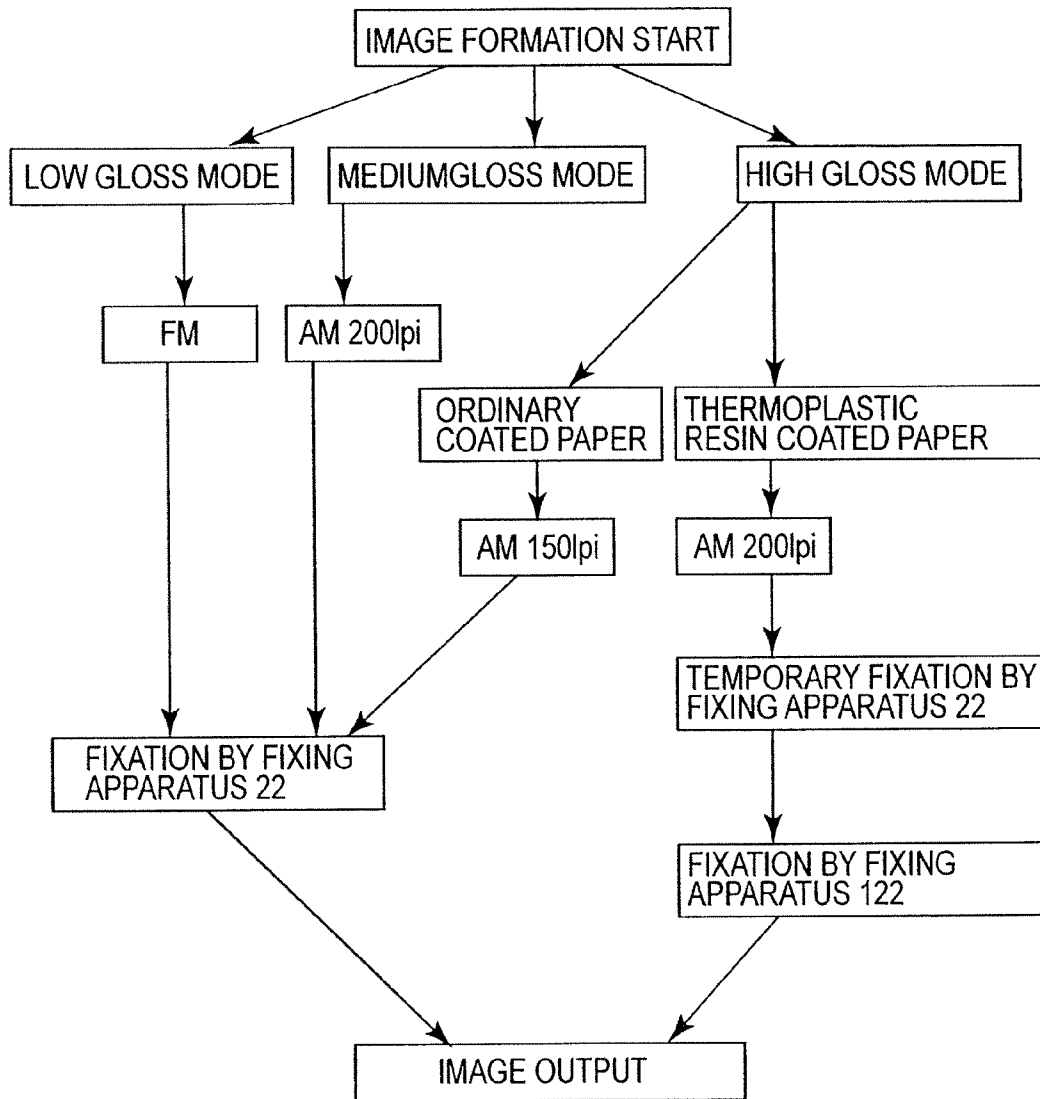 IMAGE FORMATION START
LOW GLOSS MODE
MEDIUMGLOSS MODE
HIGH GLOSS MODE
FM
AM 200lpi
ORDINARY
COATED PAPER
THERMOPLASTIC
RESIN COATED PAPER
AM 150lpi
AM 200lpi
TEMPORARY FIXATION BY
FIXING APPARATUS 22
FIXATION BY FIXING
APPARATUS 22
FIXATION BY FIXING
APPARATUS 122
IMAGE OUTPUT